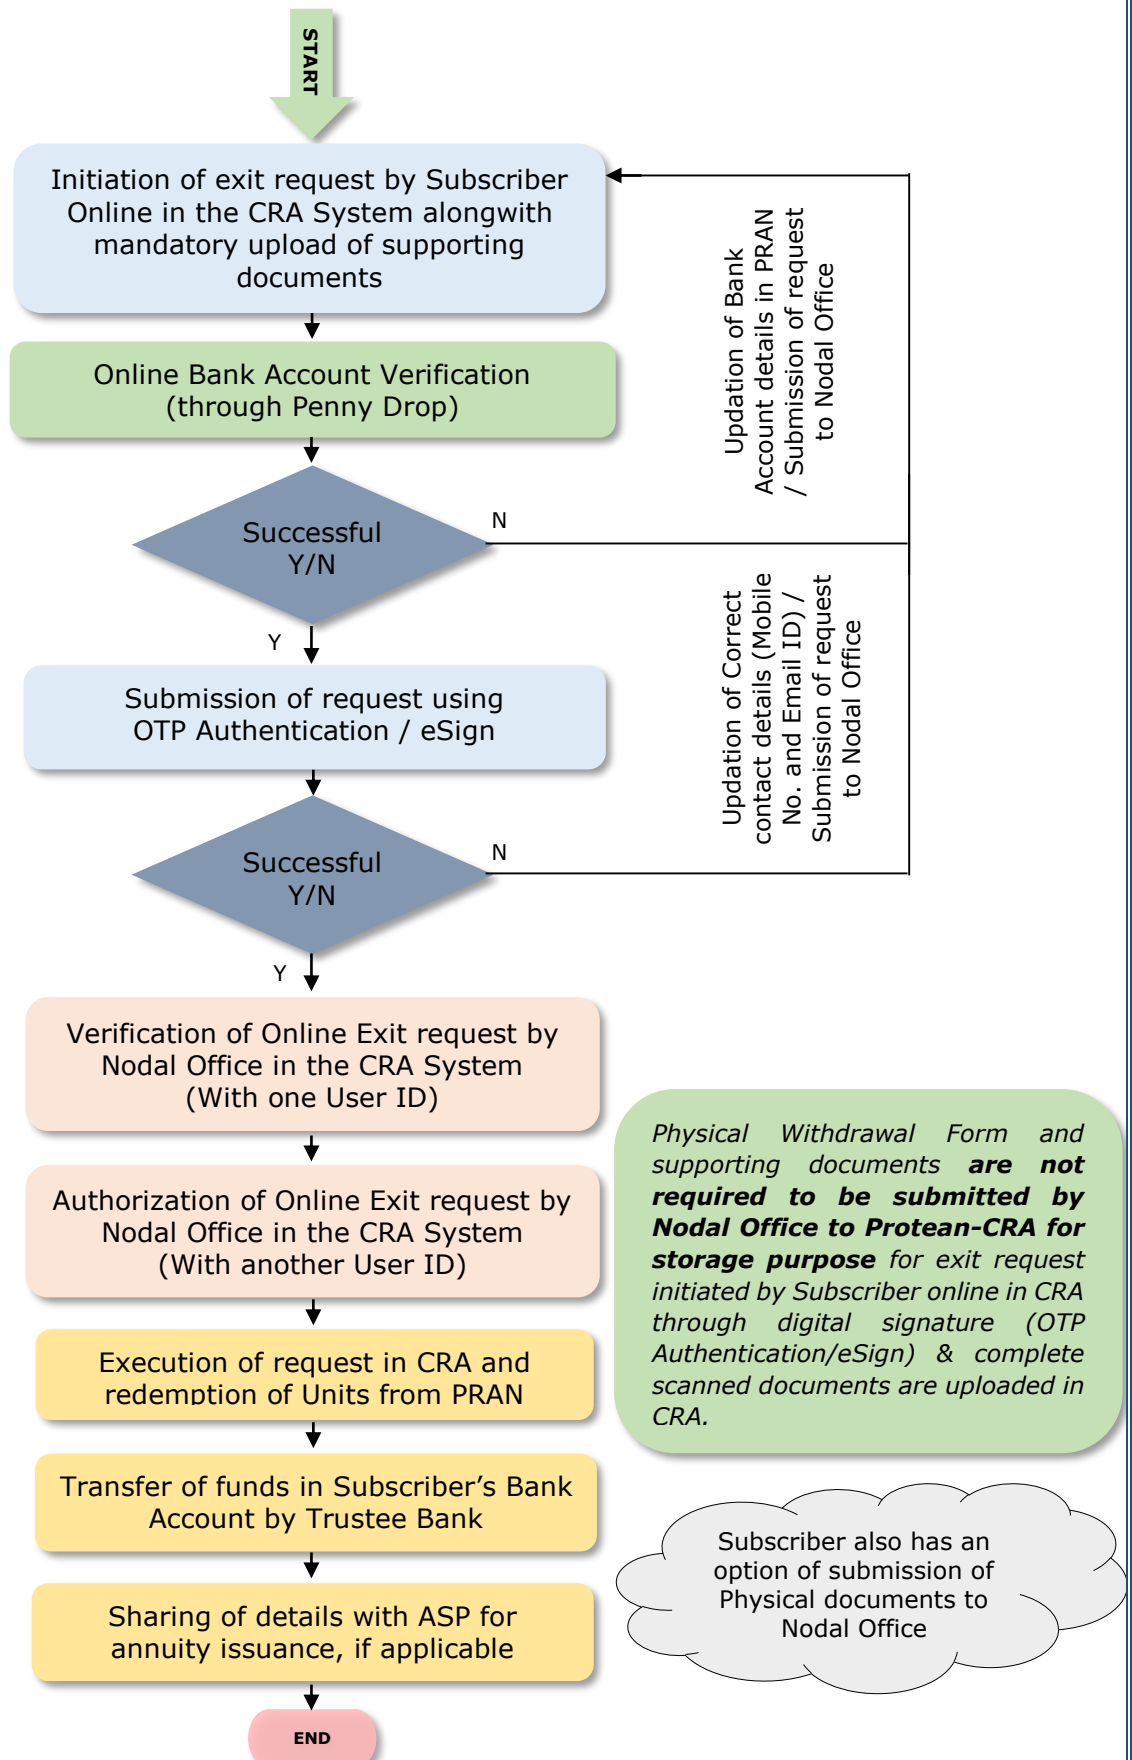 START
Initiation of exit request by Subscriber
Online in the CRA System alongwith
mandatory upload of supporting
documents
Online Bank Account Verification
(through Penny Drop)
Updation of Bank
Account details in PRAN
/ Submission of request
to Nodal Office
Successful
Y/N
N
Y
Updation of Correct
contact details (Mobile
No. and Email ID) /
Submission of request
to Nodal Office
Submission of request using
OTP Authentication / eSign
Successful
Y/N
N
Y
Verification of Online Exit request by
Nodal Office in the CRA System
(With one User ID)
Authorization of Online Exit request by
Nodal Office in the CRA System
(With another User ID)
Execution of request in CRA and
redemption of Units from PRAN
Transfer of funds in Subscriber’s Bank
Account by Trustee Bank
Sharing of details with ASP for
annuity issuance, if applicable
END
Physical Withdrawal Form and
supporting documents are not
required to be submitted by
Nodal Office to Protean-CRA for
storage purpose for exit request
initiated by Subscriber online in CRA
through digital signature (OTP
Authentication/eSign) & complete
scanned documents are uploaded in
CRA.
Subscriber also has an
option of submission of
Physical documents to
Nodal Office